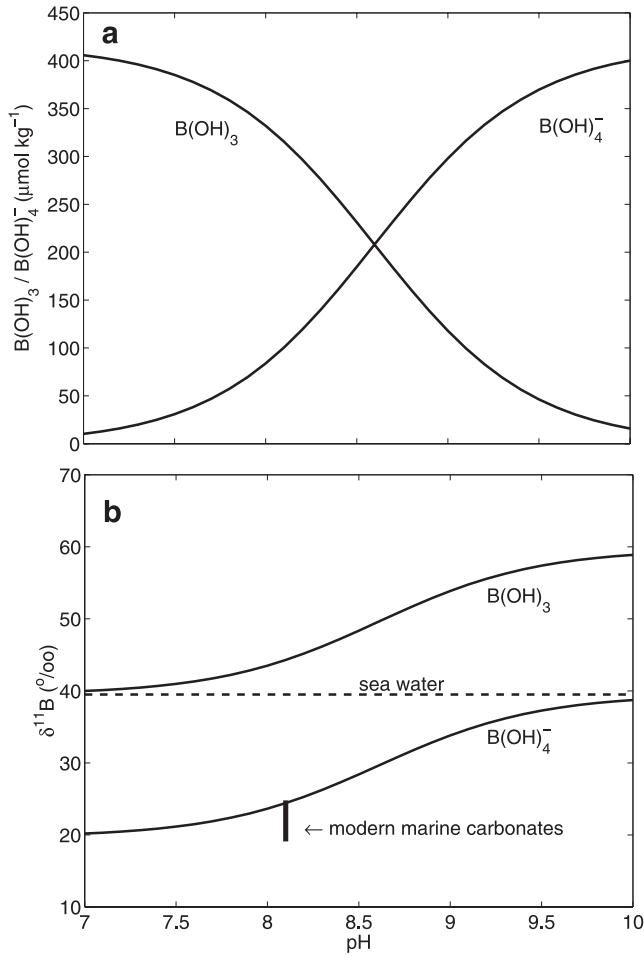 a
450
400
350
300
250
200
150
100
50
0
B(OH)₃ / B(OH)₄⁻ (μmol kg⁻¹)
B(OH)₃
B(OH)₄⁻
b
70
60
50
40
30
20
10
δ¹¹B (º/oo)
B(OH)₃
sea water
B(OH)₄⁻
← modern marine carbonates
7 7.5 8 8.5 9 9.5 10
pH